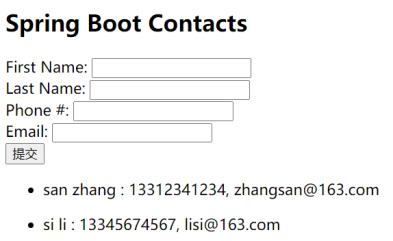 Spring Boot Contacts
First Name:
Last Name:
Phone #:
Email:
提交
san zhang : 13312341234, zhangsan@163.com
si li : 13345674567, lisi@163.com